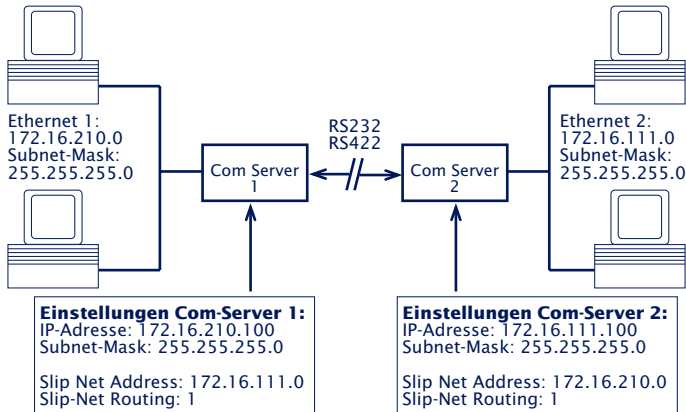 Ethernet 1:
172.16.210.0
Subnet-Mask:
255.255.255.0
RS232
RS422
Ethernet 2:
172.16.111.0
Subnet-Mask:
255.255.255.0
Com Server
1
Com Server
2
Einstellungen Com-Server 1:
IP-Adresse: 172.16.210.100
Subnet-Mask: 255.255.255.0
Slip Net Address: 172.16.111.0
Slip-Net Routing: 1
Einstellungen Com-Server 2:
IP-Adresse: 172.16.111.100
Subnet-Mask: 255.255.255.0
Slip Net Address: 172.16.210.0
Slip-Net Routing: 1